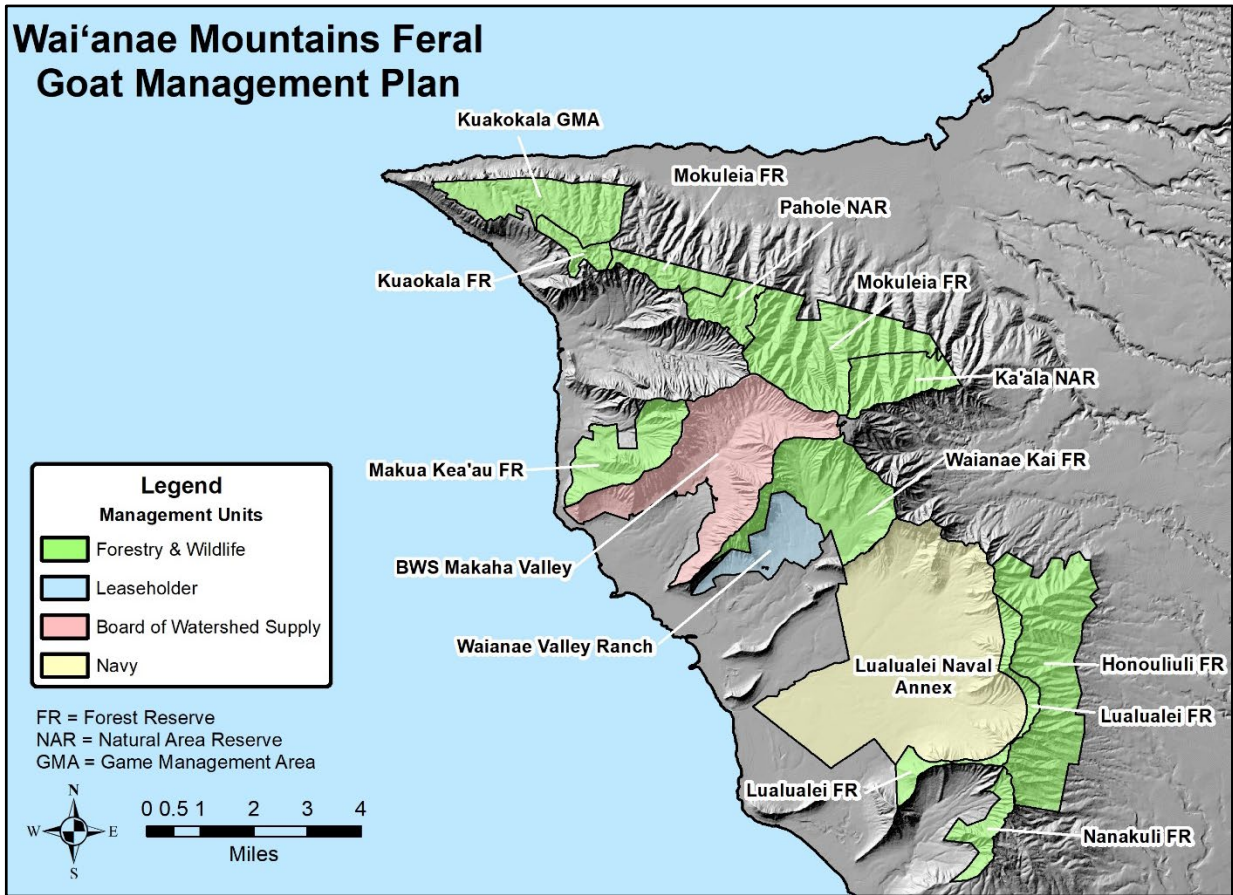 Wai‘anae Mountains Feral
Goat Management Plan
Kuakokala GMA
Mokuleia FR
Pahole NAR
Kuaokala FR
Mokuleia FR
Ka'ala NAR
Makua Kea'au FR
Waianae Kai FR
BWS Makaha Valley
Waianae Valley Ranch
Lualualei Naval
Annex
Honouliuli FR
Lualualei FR
Lualualei FR
Nanakuli FR
Legend
Management Units
Forestry & Wildlife
Leaseholder
Board of Watershed Supply
Navy
FR = Forest Reserve
NAR = Natural Area Reserve
GMA = Game Management Area
N
W E
S
0 0.5 1 2 3 4
Miles